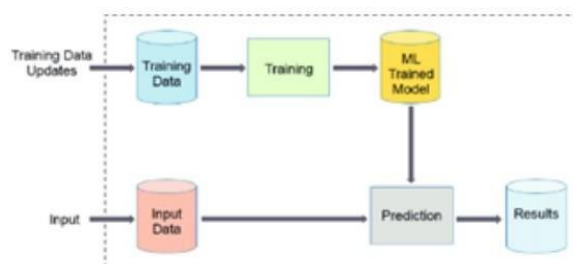 Training Data
Updates
Training
Data
Training
ML
Trained
Model
Input
Input
Data
Prediction
Results